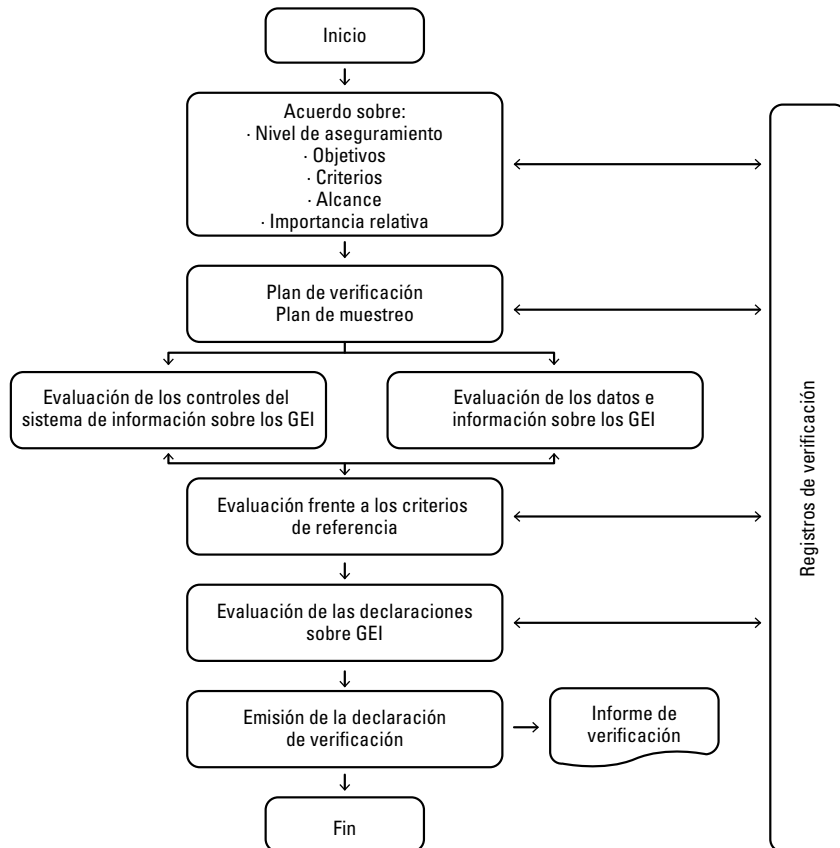 Inicio
Acuerdo sobre:
· Nivel de aseguramiento
· Objetivos
· Criterios
· Alcance
· Importancia relativa
Plan de verificación
Plan de muestreo
Evaluación de los controles del
sistema de información sobre los GEI
Evaluación de los datos e
información sobre los GEI
Evaluación frente a los criterios
de referencia
Evaluación de las declaraciones
sobre GEI
Emisión de la declaración
de verificación
Informe de
verificación
Fin
Registros de verificación